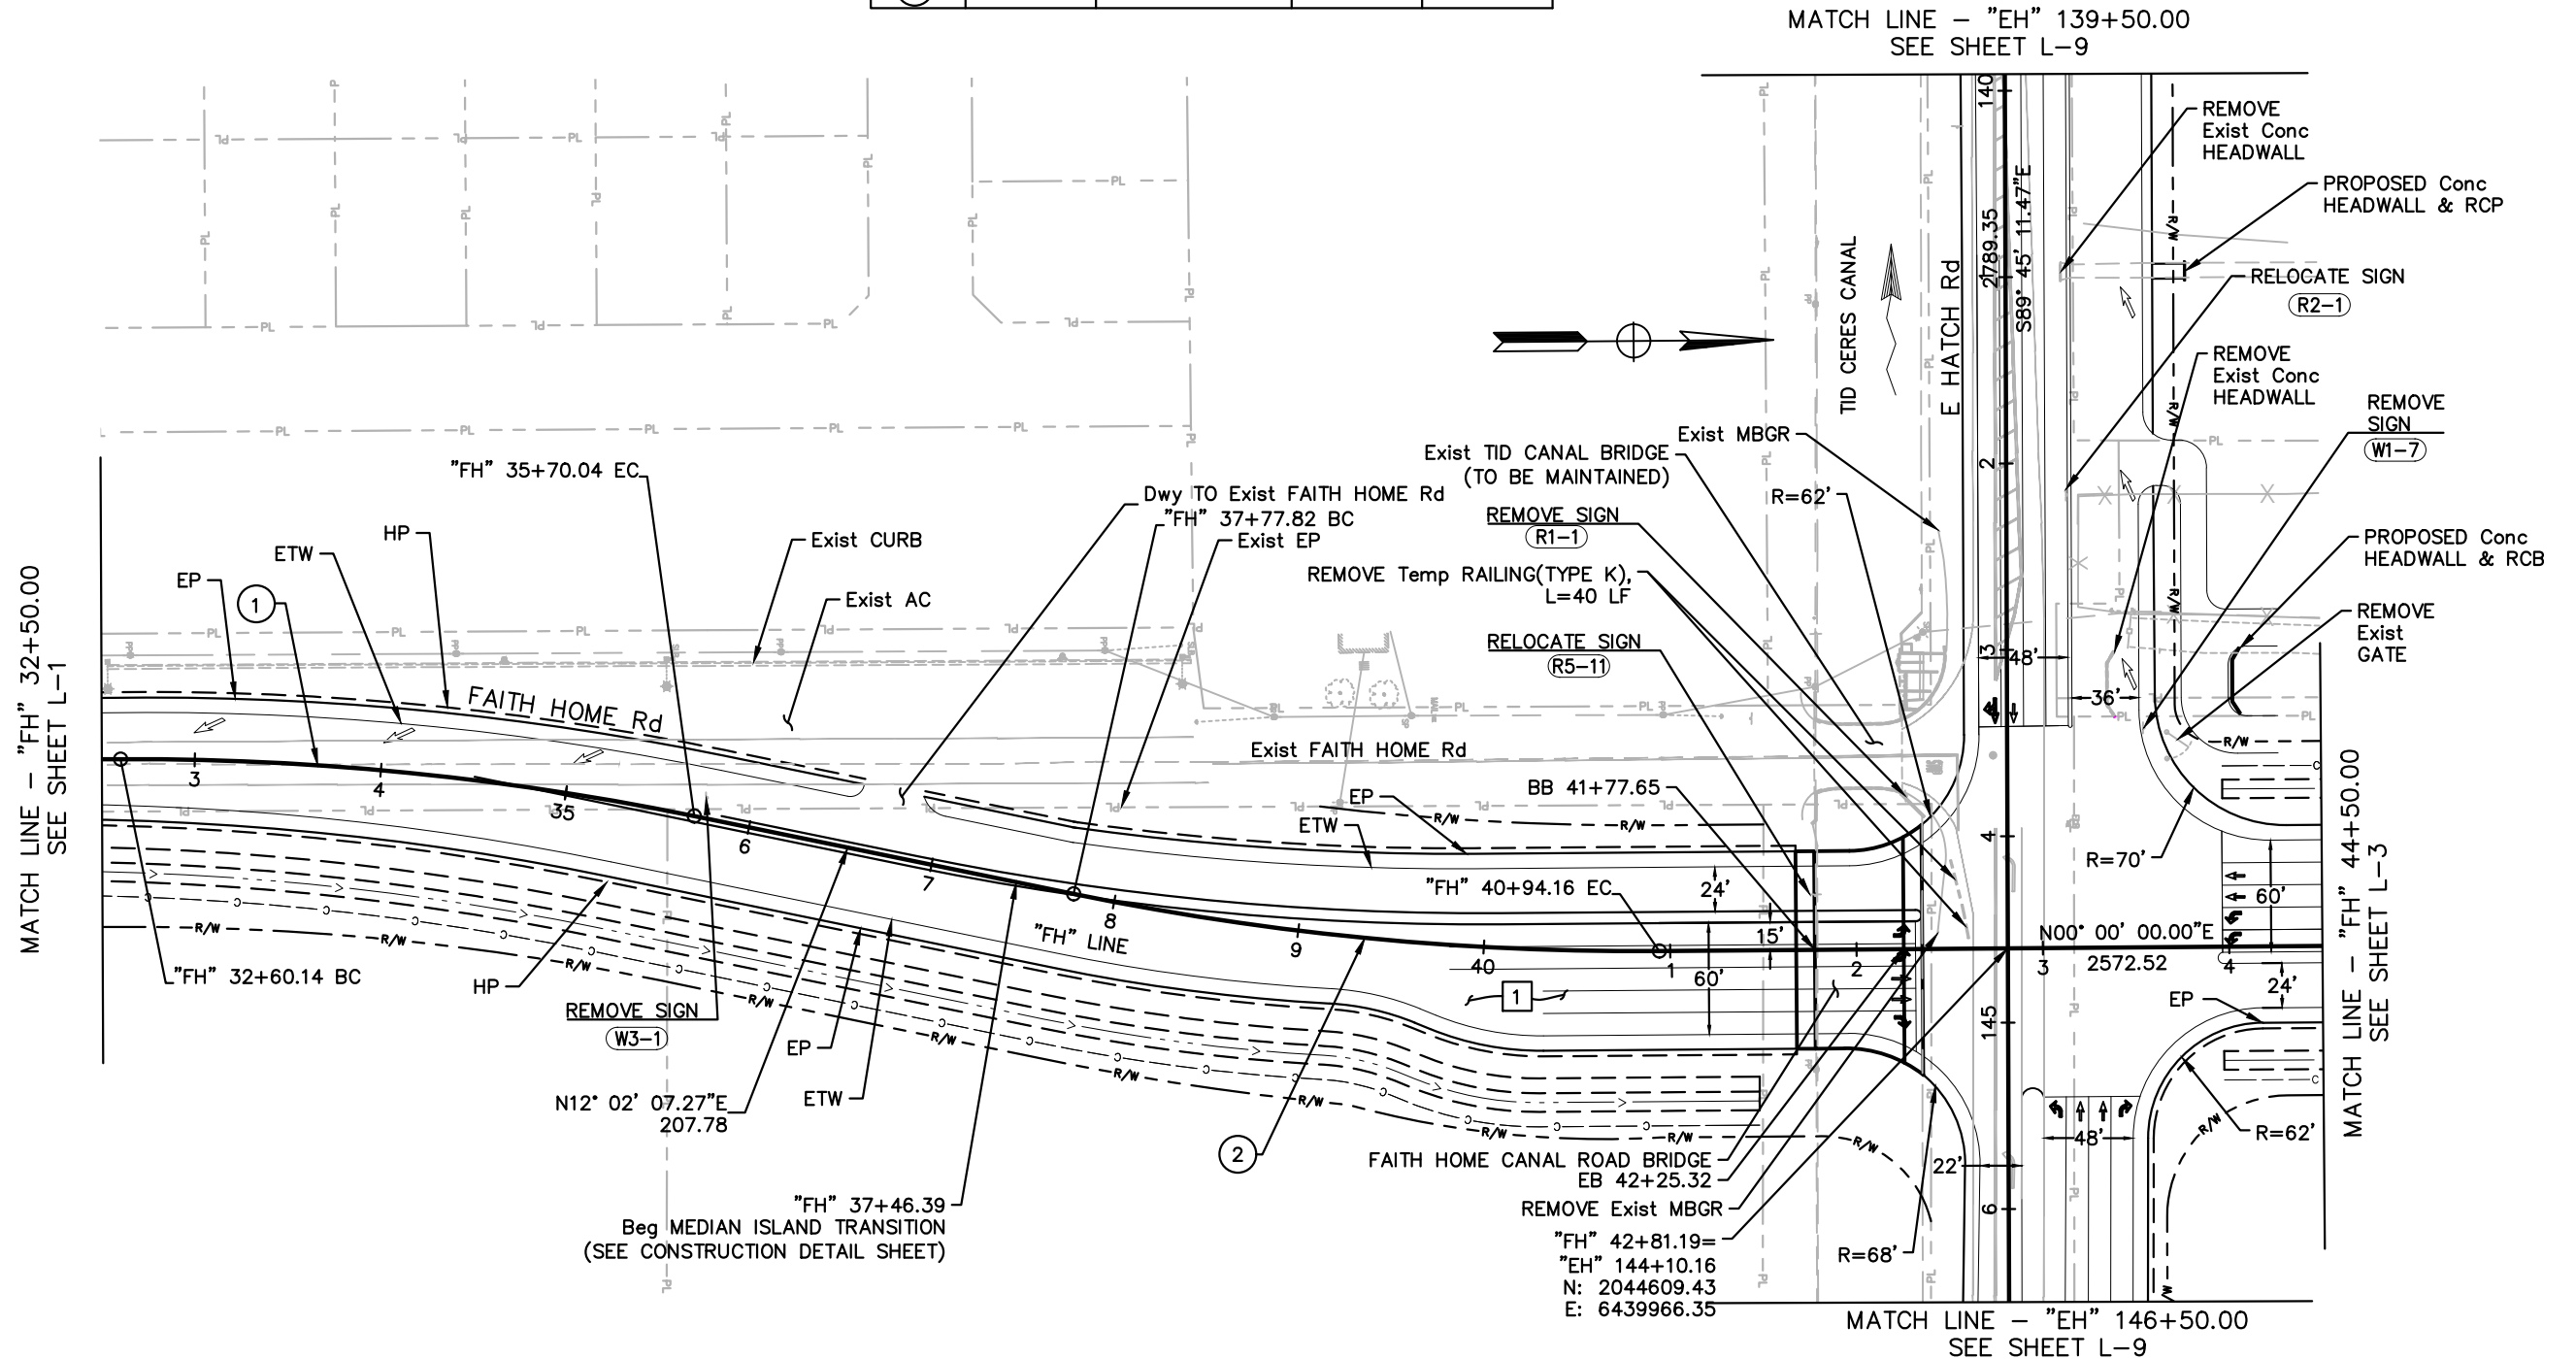 MATCH LINE – "EH" 139+50.00
SEE SHEET L–9
140
REMOVE
Exist Conc
HEADWALL
PROPOSED Conc
HEADWALL & RCP
RELOCATE SIGN
R2–1
REMOVE
Exist Conc
HEADWALL
REMOVE
SIGN
W1–7
PROPOSED Conc
HEADWALL & RCB
REMOVE
Exist
GATE
1789.35
S89° 45' 11.47"E
TID CERES CANAL
E HATCH Rd
Exist MBGR
Exist TID CANAL BRIDGE
(TO BE MAINTAINED)
R=62'
REMOVE SIGN
R1–1
REMOVE Temp RAILING(TYPE K),
L=40 LF
RELOCATE SIGN
R5–11
"FH" 35+70.04 EC
Dwy TO Exist FAITH HOME Rd
"FH" 37+77.82 BC
Exist EP
HP
ETW
EP
1
Exist CURB
Exist AC
FAITH HOME Rd
MATCH LINE – "FH" 32+50.00
SEE SHEET L–1
Exist FAITH HOME Rd
BB 41+77.65
EP
ETW
"FH" 40+94.16 EC
24'
15'
60'
1
3
4
35
6
7
8
9
40
1
2
3
4
2
3
4
145
6
48'
36'
R=70'
60'
N00° 00' 00.00"E
2572.52
24'
EP
MATCH LINE – "FH" 44+50.00
SEE SHEET L–3
"FH" LINE
"FH" 32+60.14 BC
HP
REMOVE SIGN
W3–1
EP
ETW
N12° 02' 07.27"E
207.78
"FH" 37+46.39
Beg MEDIAN ISLAND TRANSITION
(SEE CONSTRUCTION DETAIL SHEET)
2
FAITH HOME CANAL ROAD BRIDGE
EB 42+25.32
REMOVE Exist MBGR
"FH" 42+81.19=
"EH" 144+10.16
N: 2044609.43
E: 6439966.35
22'
R=68'
48'
R=62'
R/W
PL
MATCH LINE – "EH" 146+50.00
SEE SHEET L–9